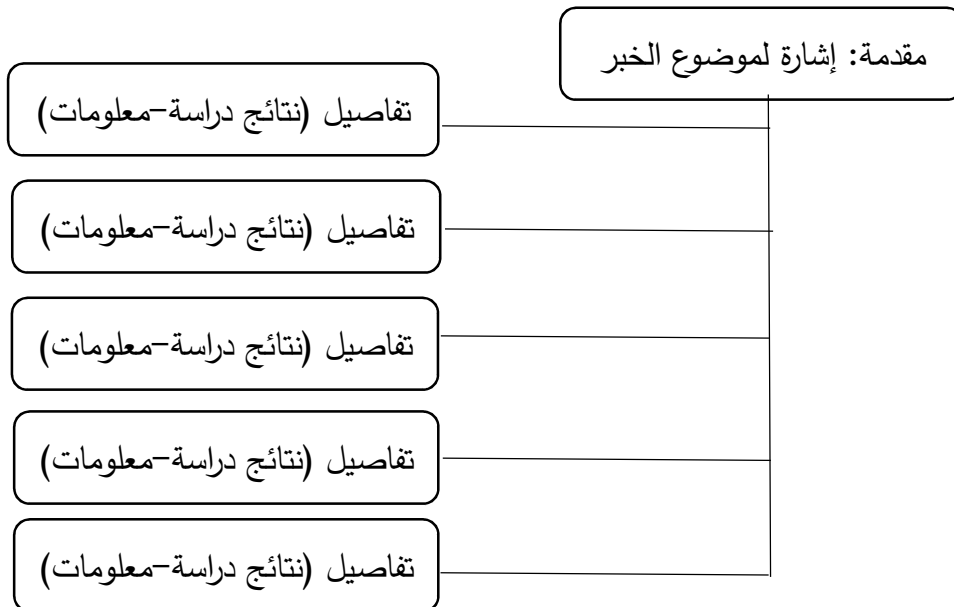 مقدمة: إشارة لموضوع الخبر
تفاصيل (نتائج دراسة-معلومات)
تفاصيل (نتائج دراسة-معلومات)
تفاصيل (نتائج دراسة-معلومات)
تفاصيل (نتائج دراسة-معلومات)
تفاصيل (نتائج دراسة-معلومات)